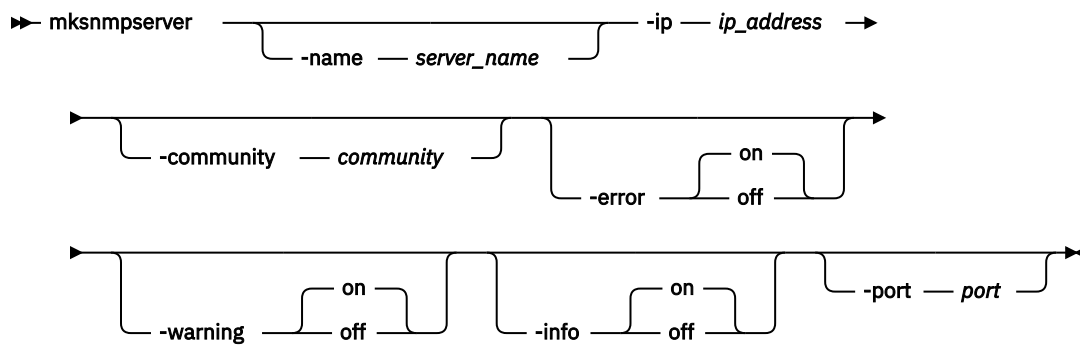 mksnmpserver -ip ip_address
-name server_name
-community community on
-error off
on on -port port
-warning off -info off